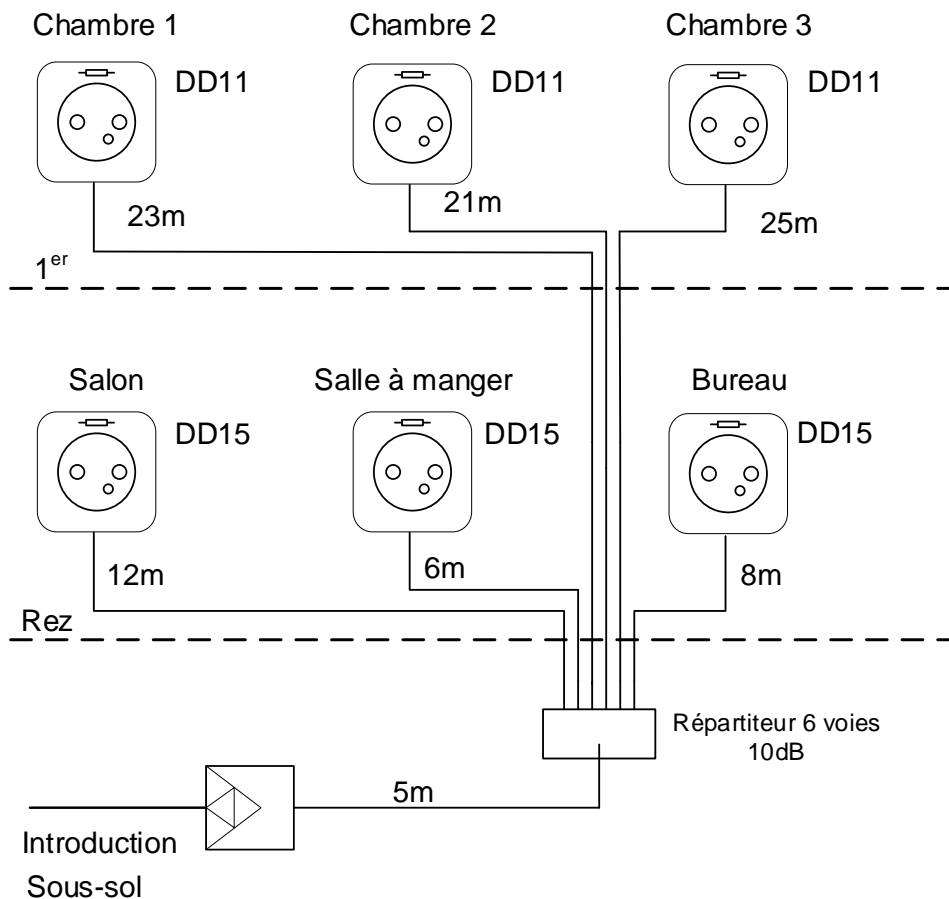 Chambre 1
Chambre 2
Chambre 3
DD11
DD11
DD11
23m
21m
25m
1er
Salon
Salle à manger
Bureau
DD15
DD15
DD15
12m
6m
8m
Rez
Répartiteur 6 voies
10dB
5m
Introduction
Sous-sol